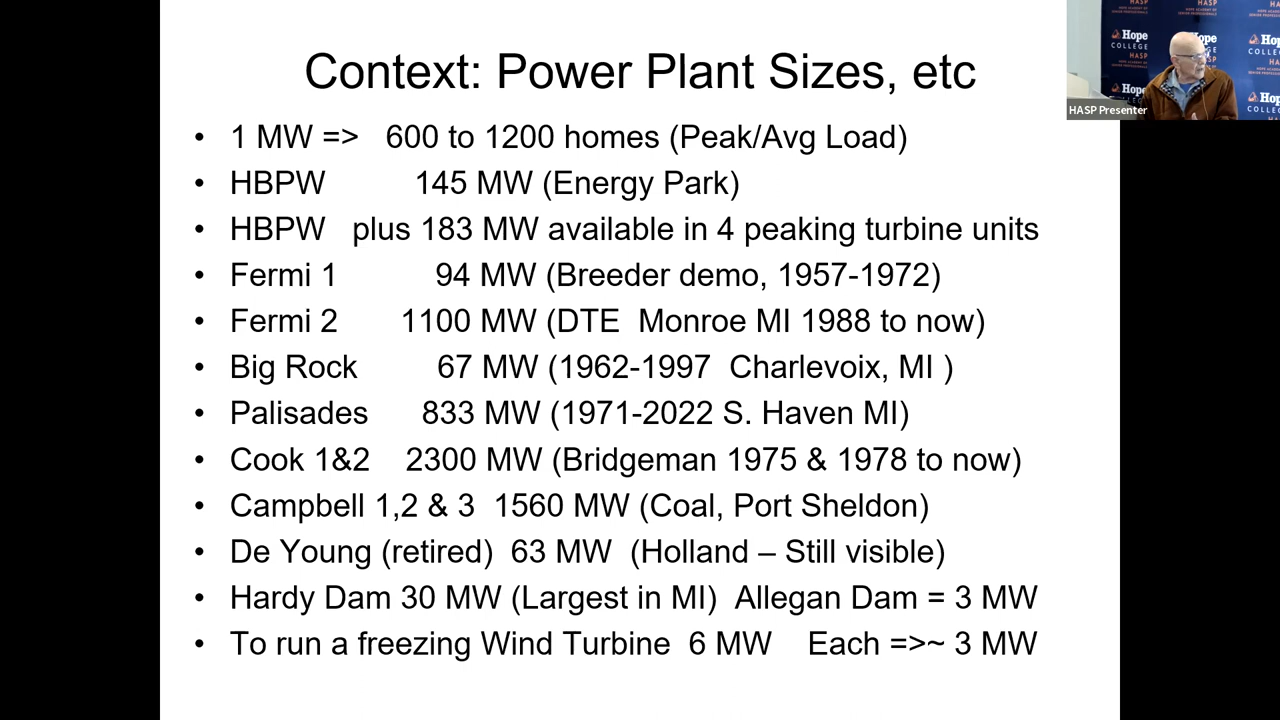 Context: Power Plant Sizes, etc
• 1 MW => 600 to 1200 homes (Peak/Avg Load)
• HBPW 145 MW (Energy Park)
• HBPW plus 183 MW available in 4 peaking turbine units
• Fermi 1 94 MW (Breeder demo, 1957-1972)
• Fermi 2 1100 MW (DTE Monroe MI 1988 to now)
• Big Rock 67 MW (1962-1997 Charlevoix, MI )
• Palisades 833 MW (1971-2022 S. Haven MI)
• Cook 1&2 2300 MW (Bridgeman 1975 & 1978 to now)
• Campbell 1,2 & 3 1560 MW (Coal, Port Sheldon)
• De Young (retired) 63 MW (Holland – Still visible)
• Hardy Dam 30 MW (Largest in MI) Allegan Dam = 3 MW
• To run a freezing Wind Turbine 6 MW Each =>~ 3 MW
HASP
Hope
COLLEGE
HASP
Hope
HASP Presenter